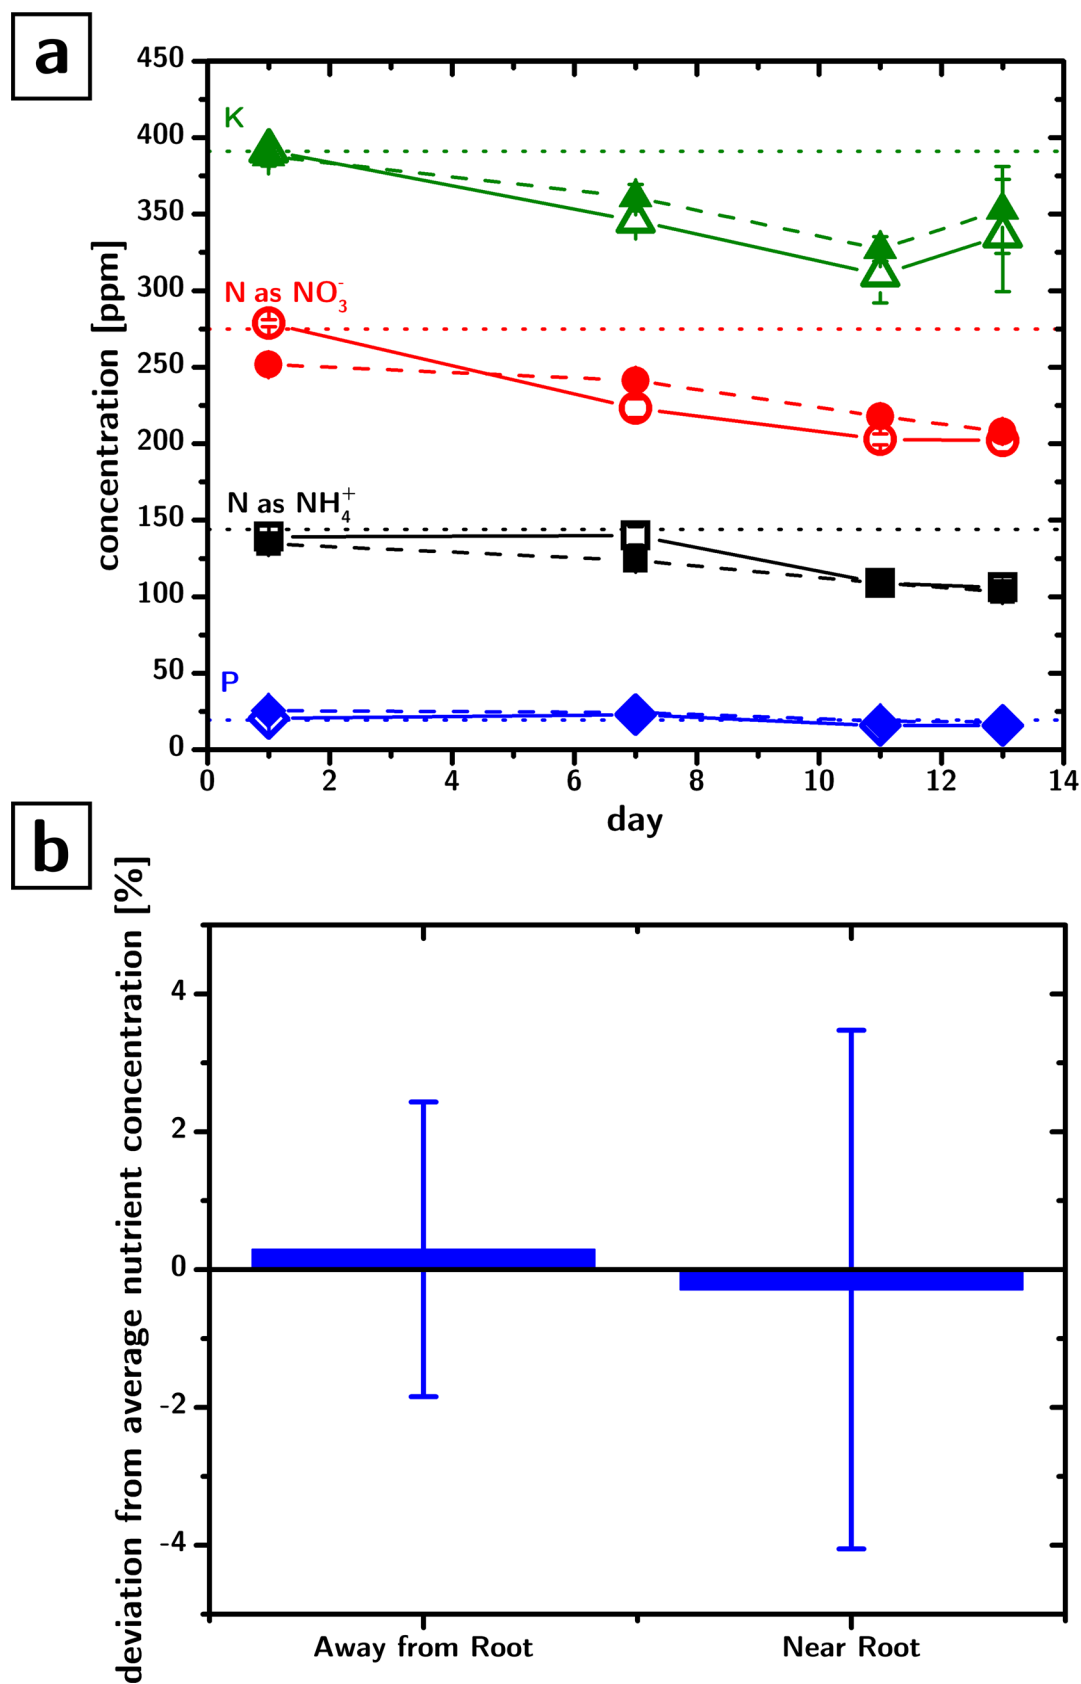 a
concentration [ppm]
450
400
350
300
250
200
150
100
50
0
K
N as NO₃⁻
N as NH₄⁺
P
0 2 4 6 8 10 12 14
day
b
deviation from average nutrient concentration [%]
4
2
0
-2
-4
Away from Root Near Root